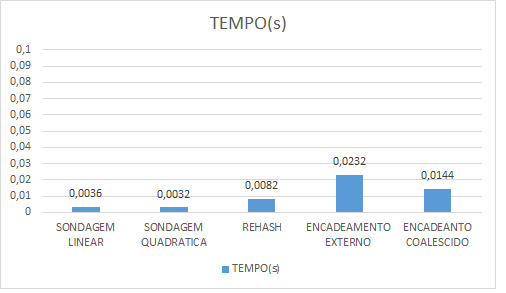 TEMPO(s)
0,1
0,09
0,08
0,07
0,06
0,05
0,04
0,03
0,02
0,01
0
0,0036
0,0032
0,0082
0,0232
0,0144
SONDAGEM
LINEAR
SONDAGEM
QUADRATICA
REHASH
ENCADEAMENTO
EXTERNO
ENCADEANTO
COALESCIDO
TEMPO(s)